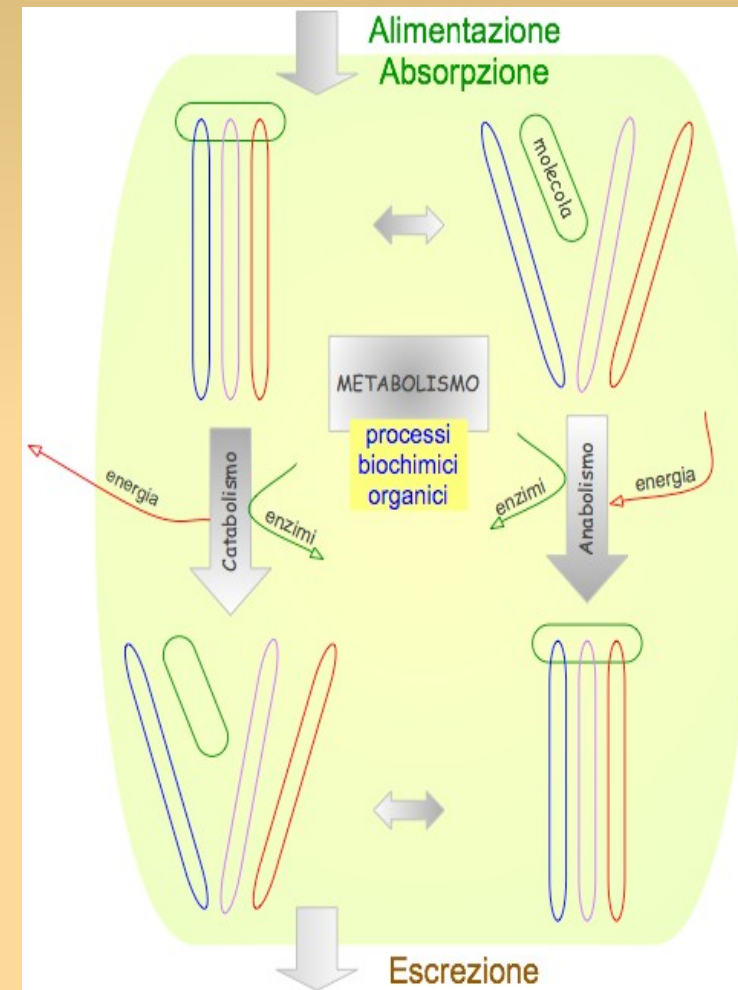 Alimentazione
Absorpzione
molecola
METABOLISMO
processi
biochimici
organici
energia
Catabolismo
enzimi
enzimi
Anabolismo
energia
Escrezione